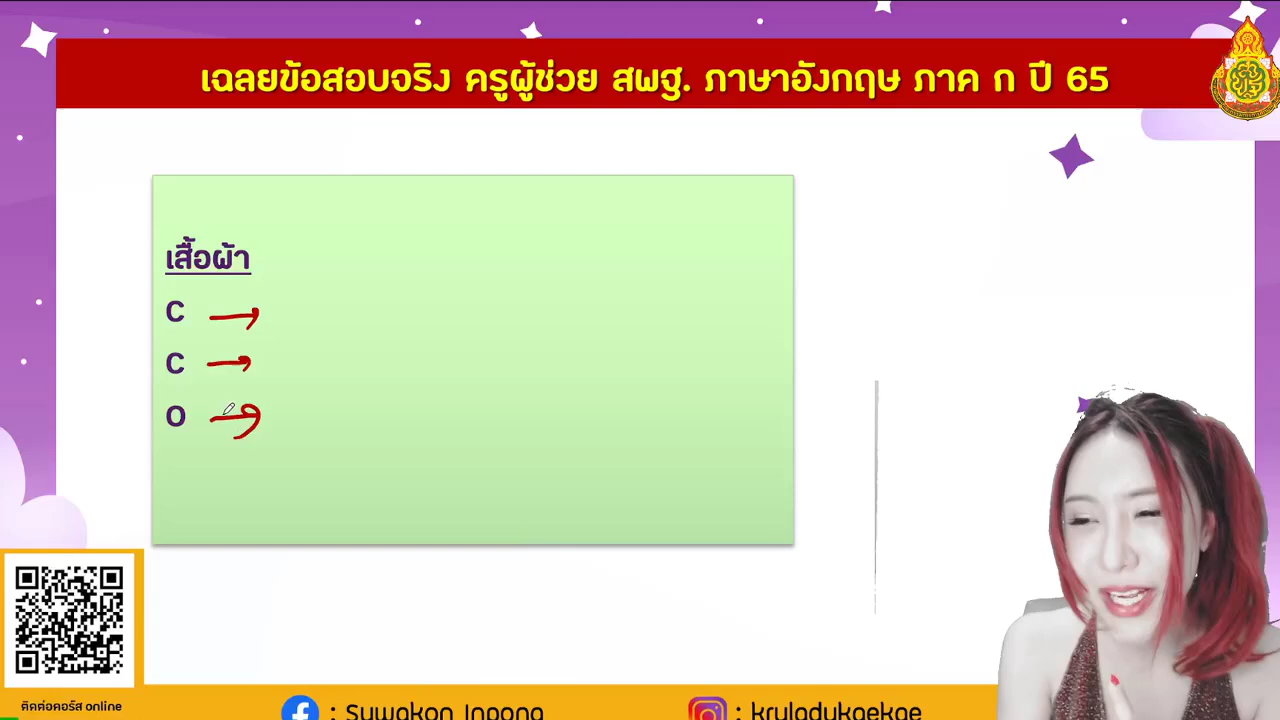 เฉลยข้อสอบจริง ครูผู้ช่วย สพฐ. ภาษาอังกฤษ ภาค ก ปี 65
เสื้อผ้า
C
C
O
ติดต่อคอร์ส online
: Suwakon Inpong
: kruladykaekae